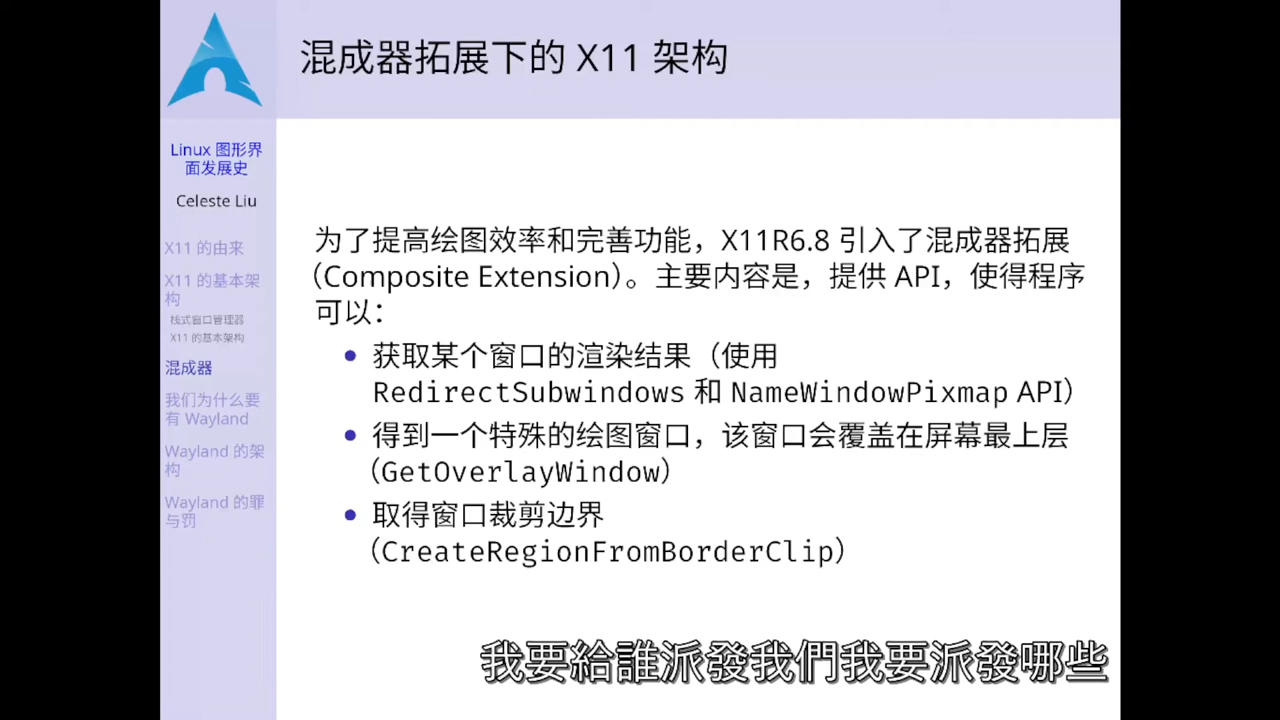 混成器拓展下的 X11 架构
Linux 图形界
面发展史
Celeste Liu
X11 的由来
X11 的基本架
构
栈式窗口管理器
X11 的基本架构
混成器
我们为什么要
有 Wayland
Wayland 的架
构
Wayland 的罪
与罚
为了提高绘图效率和完善功能，X11R6.8 引入了混成器拓展
（Composite Extension）。主要内容是，提供 API，使得程序
可以：
• 获取某个窗口的渲染结果（使用
RedirectSubwindows 和 NameWindowPixmap API）
• 得到一个特殊的绘图窗口，该窗口会覆盖在屏幕最上层
（GetOverlayWindow）
• 取得窗口裁剪边界
（CreateRegionFromBorderClip）
我要給誰派發我們我要派發哪些